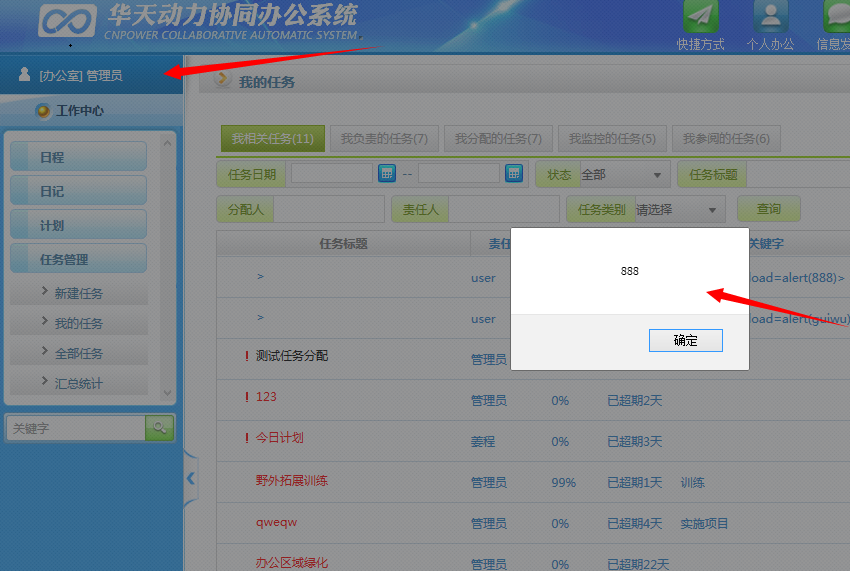 华天动力协同办公系统
CNPOWER COLLABORATIVE AUTOMATIC SYSTEM
快捷方式 个人办公 信息发
[办公室] 管理员
我的任务
工作中心
我相关任务(11) 我负责的任务(7) 我分配的任务(7) 我监控的任务(5) 我参阅的任务(6)
日程
日记
计划
任务管理
新建任务
我的任务
全部任务
汇总统计
关键字
任务日期 -- 状态 全部 任务标题
分配人 责任人 任务类别 请选择 查询
任务标题 责任 关键字
> user load=alert(888)>
> user load=alert(guiwu)
! 测试任务分配 管理员
! 123 管理员 0% 已超期2天
! 今日计划 姜程 0% 已超期3天
野外拓展训练 管理员 99% 已超期1天 训练
qweqw 管理员 0% 已超期4天 实施项目
办公区域绿化 管理员 0% 已超期22天
888
确定